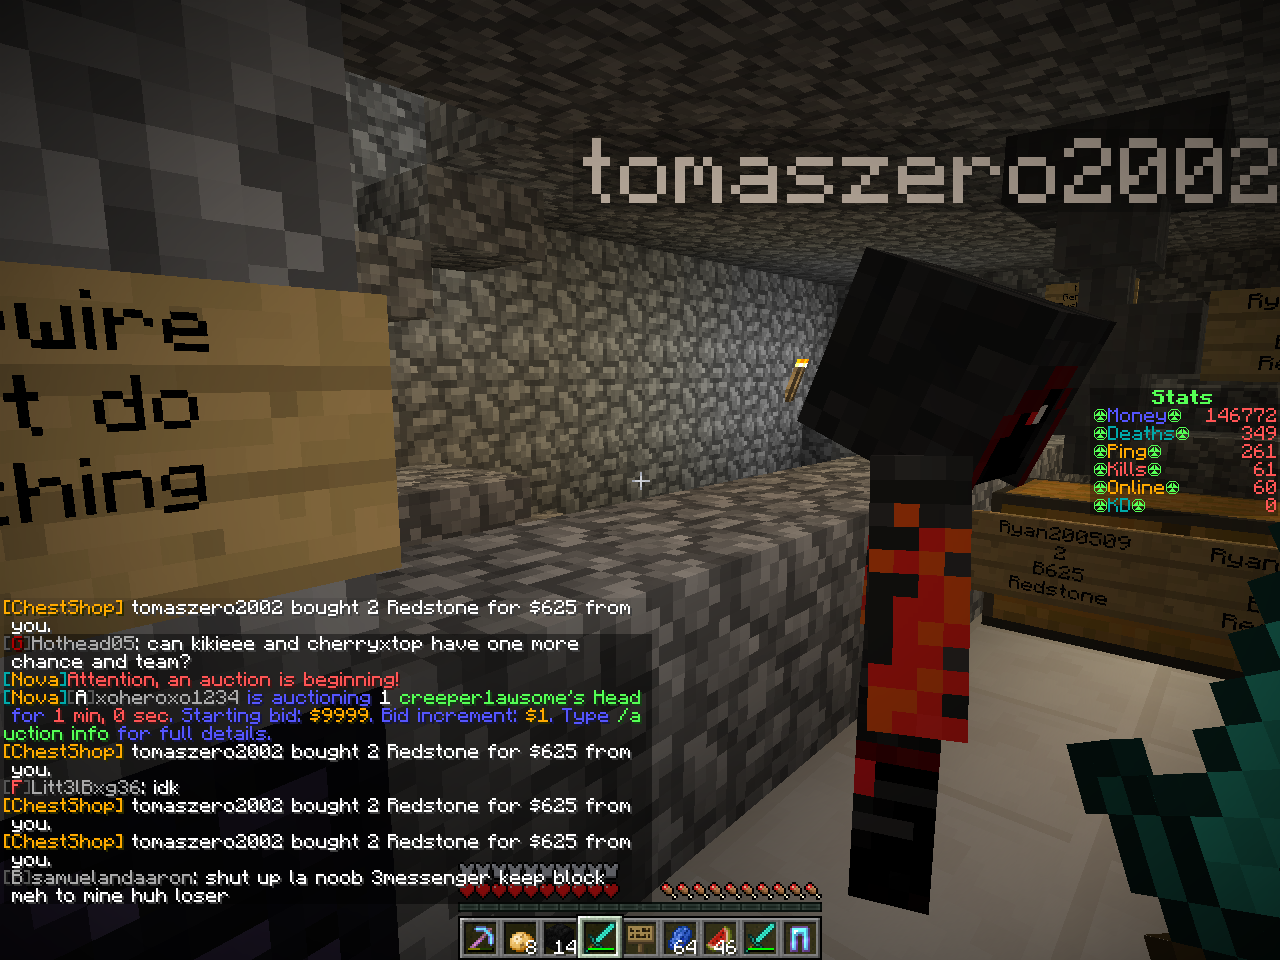 tomaszero2002
wire
t do
ching
Ry
Re
Stats
Money 146772
Deaths 349
Ping 261
Kills 61
Online 60
KD 0
Ryan200509
2
B625
Redstone
Ryan
Re
[ChestShop] tomaszero2002 bought 2 Redstone for $625 from
you.
[G]Hothead05: can kikieee and cherryxtop have one more
chance and team?
[Nova]Attention, an auction is beginning!
[Nova][A]xoheroxo1234 is auctioning 1 creeper1awsome's Head
for 1 min, 0 sec. Starting bid: $9999. Bid increment: $1. Type /a
uction info for full details.
[ChestShop] tomaszero2002 bought 2 Redstone for $625 from
you.
[F]Litt3lBxg36: idk
[ChestShop] tomaszero2002 bought 2 Redstone for $625 from
you.
[ChestShop] tomaszero2002 bought 2 Redstone for $625 from
you.
[B]samuelandaaron: shut up la noob 3messenger keep block
meh to mine huh loser
8
14
64
46